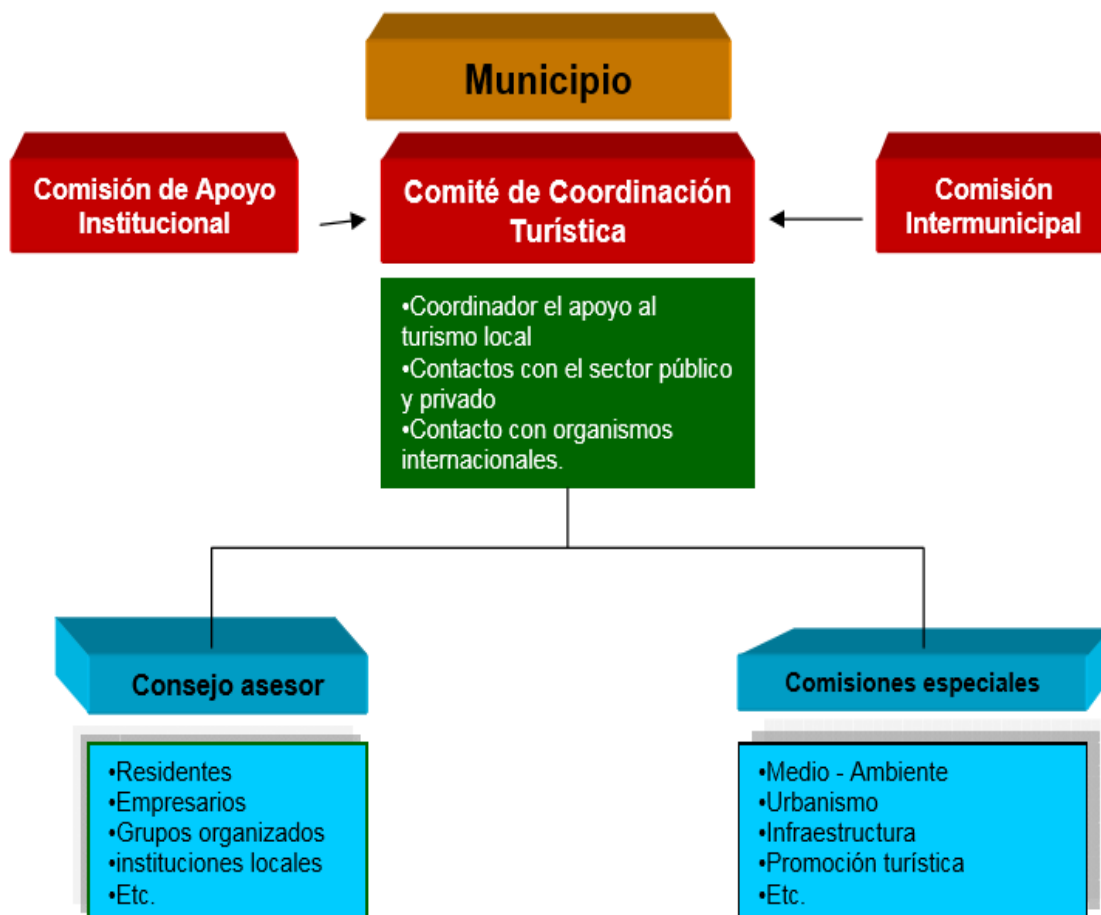 Municipio
Comisión de Apoyo
Institucional
Comité de Coordinación
Turística
Comisión
Intermunicipal
•Coordinador el apoyo al
turismo local
•Contactos con el sector público
y privado
•Contacto con organismos
internacionales.
Consejo asesor
•Residentes
•Empresarios
•Grupos organizados
•instituciones locales
•Etc.
Comisiones especiales
•Medio - Ambiente
•Urbanismo
•Infraestructura
•Promoción turística
•Etc.